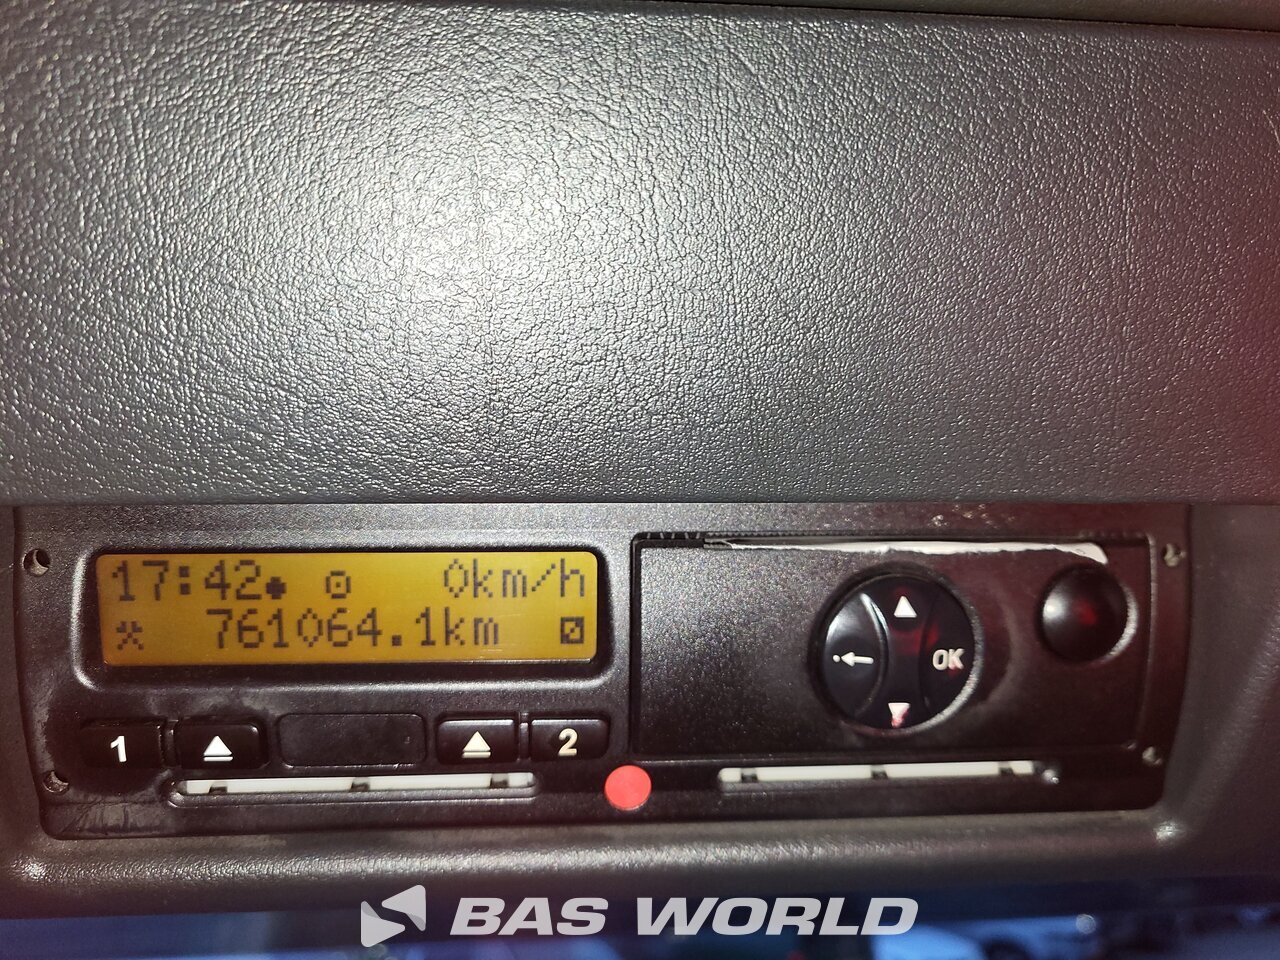 17:42 0km/h
761064.1km
OK
1 2
BAS WORLD